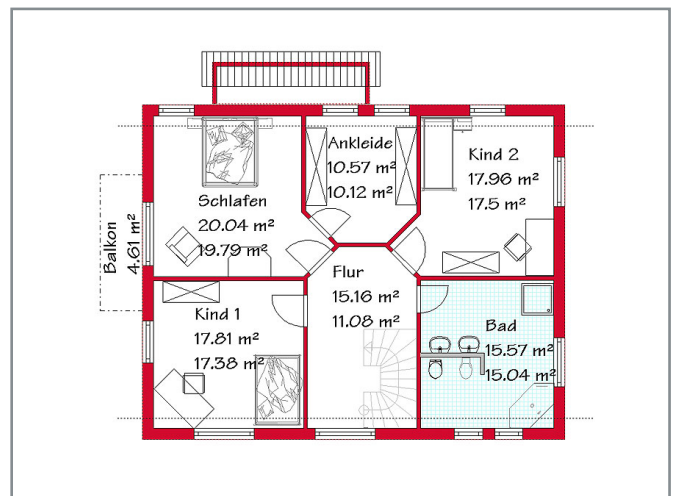 Ankleide
10.57 m²
10.12 m²
Kind 2
17.96 m²
17.5 m²
Schlafen
20.04 m²
19.79 m²
Balkon
4.61 m²
Flur
15.16 m²
11.08 m²
Kind 1
17.81 m²
17.38 m²
Bad
15.57 m²
15.04 m²